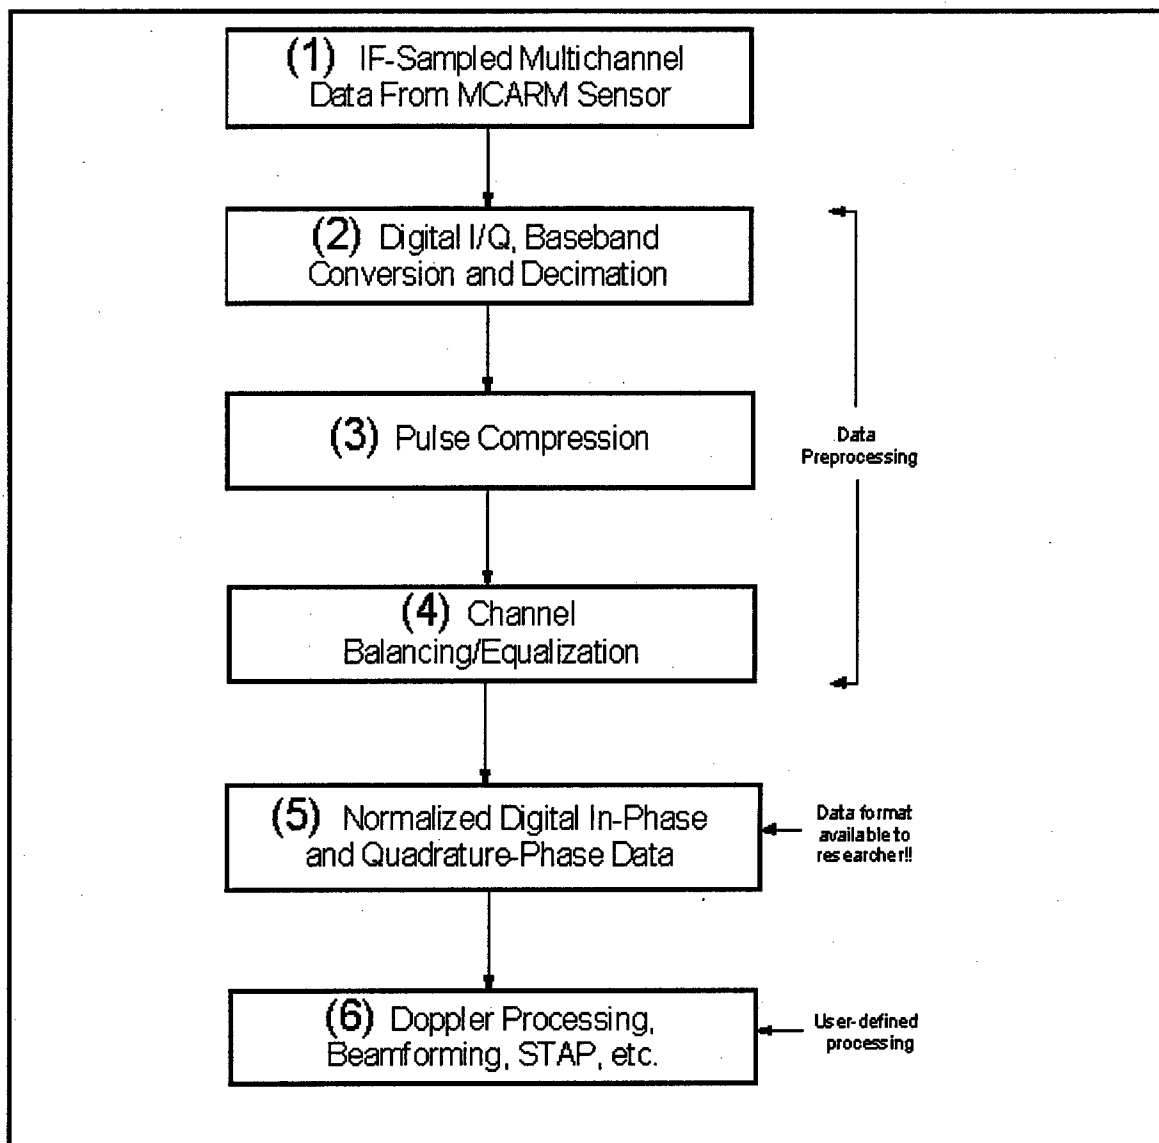 (1) IF-Sampled Multichannel
Data From MCARM Sensor
(2) Digital I/Q, Baseband
Conversion and Decimation
(3) Pulse Compression
Data
Preprocessing
(4) Channel
Balancing/Equalization
(5) Normalized Digital In-Phase
and Quadrature-Phase Data
Data format
available to
researcher!!
(6) Doppler Processing,
Beamforming, STAP, etc.
User-defined
processing